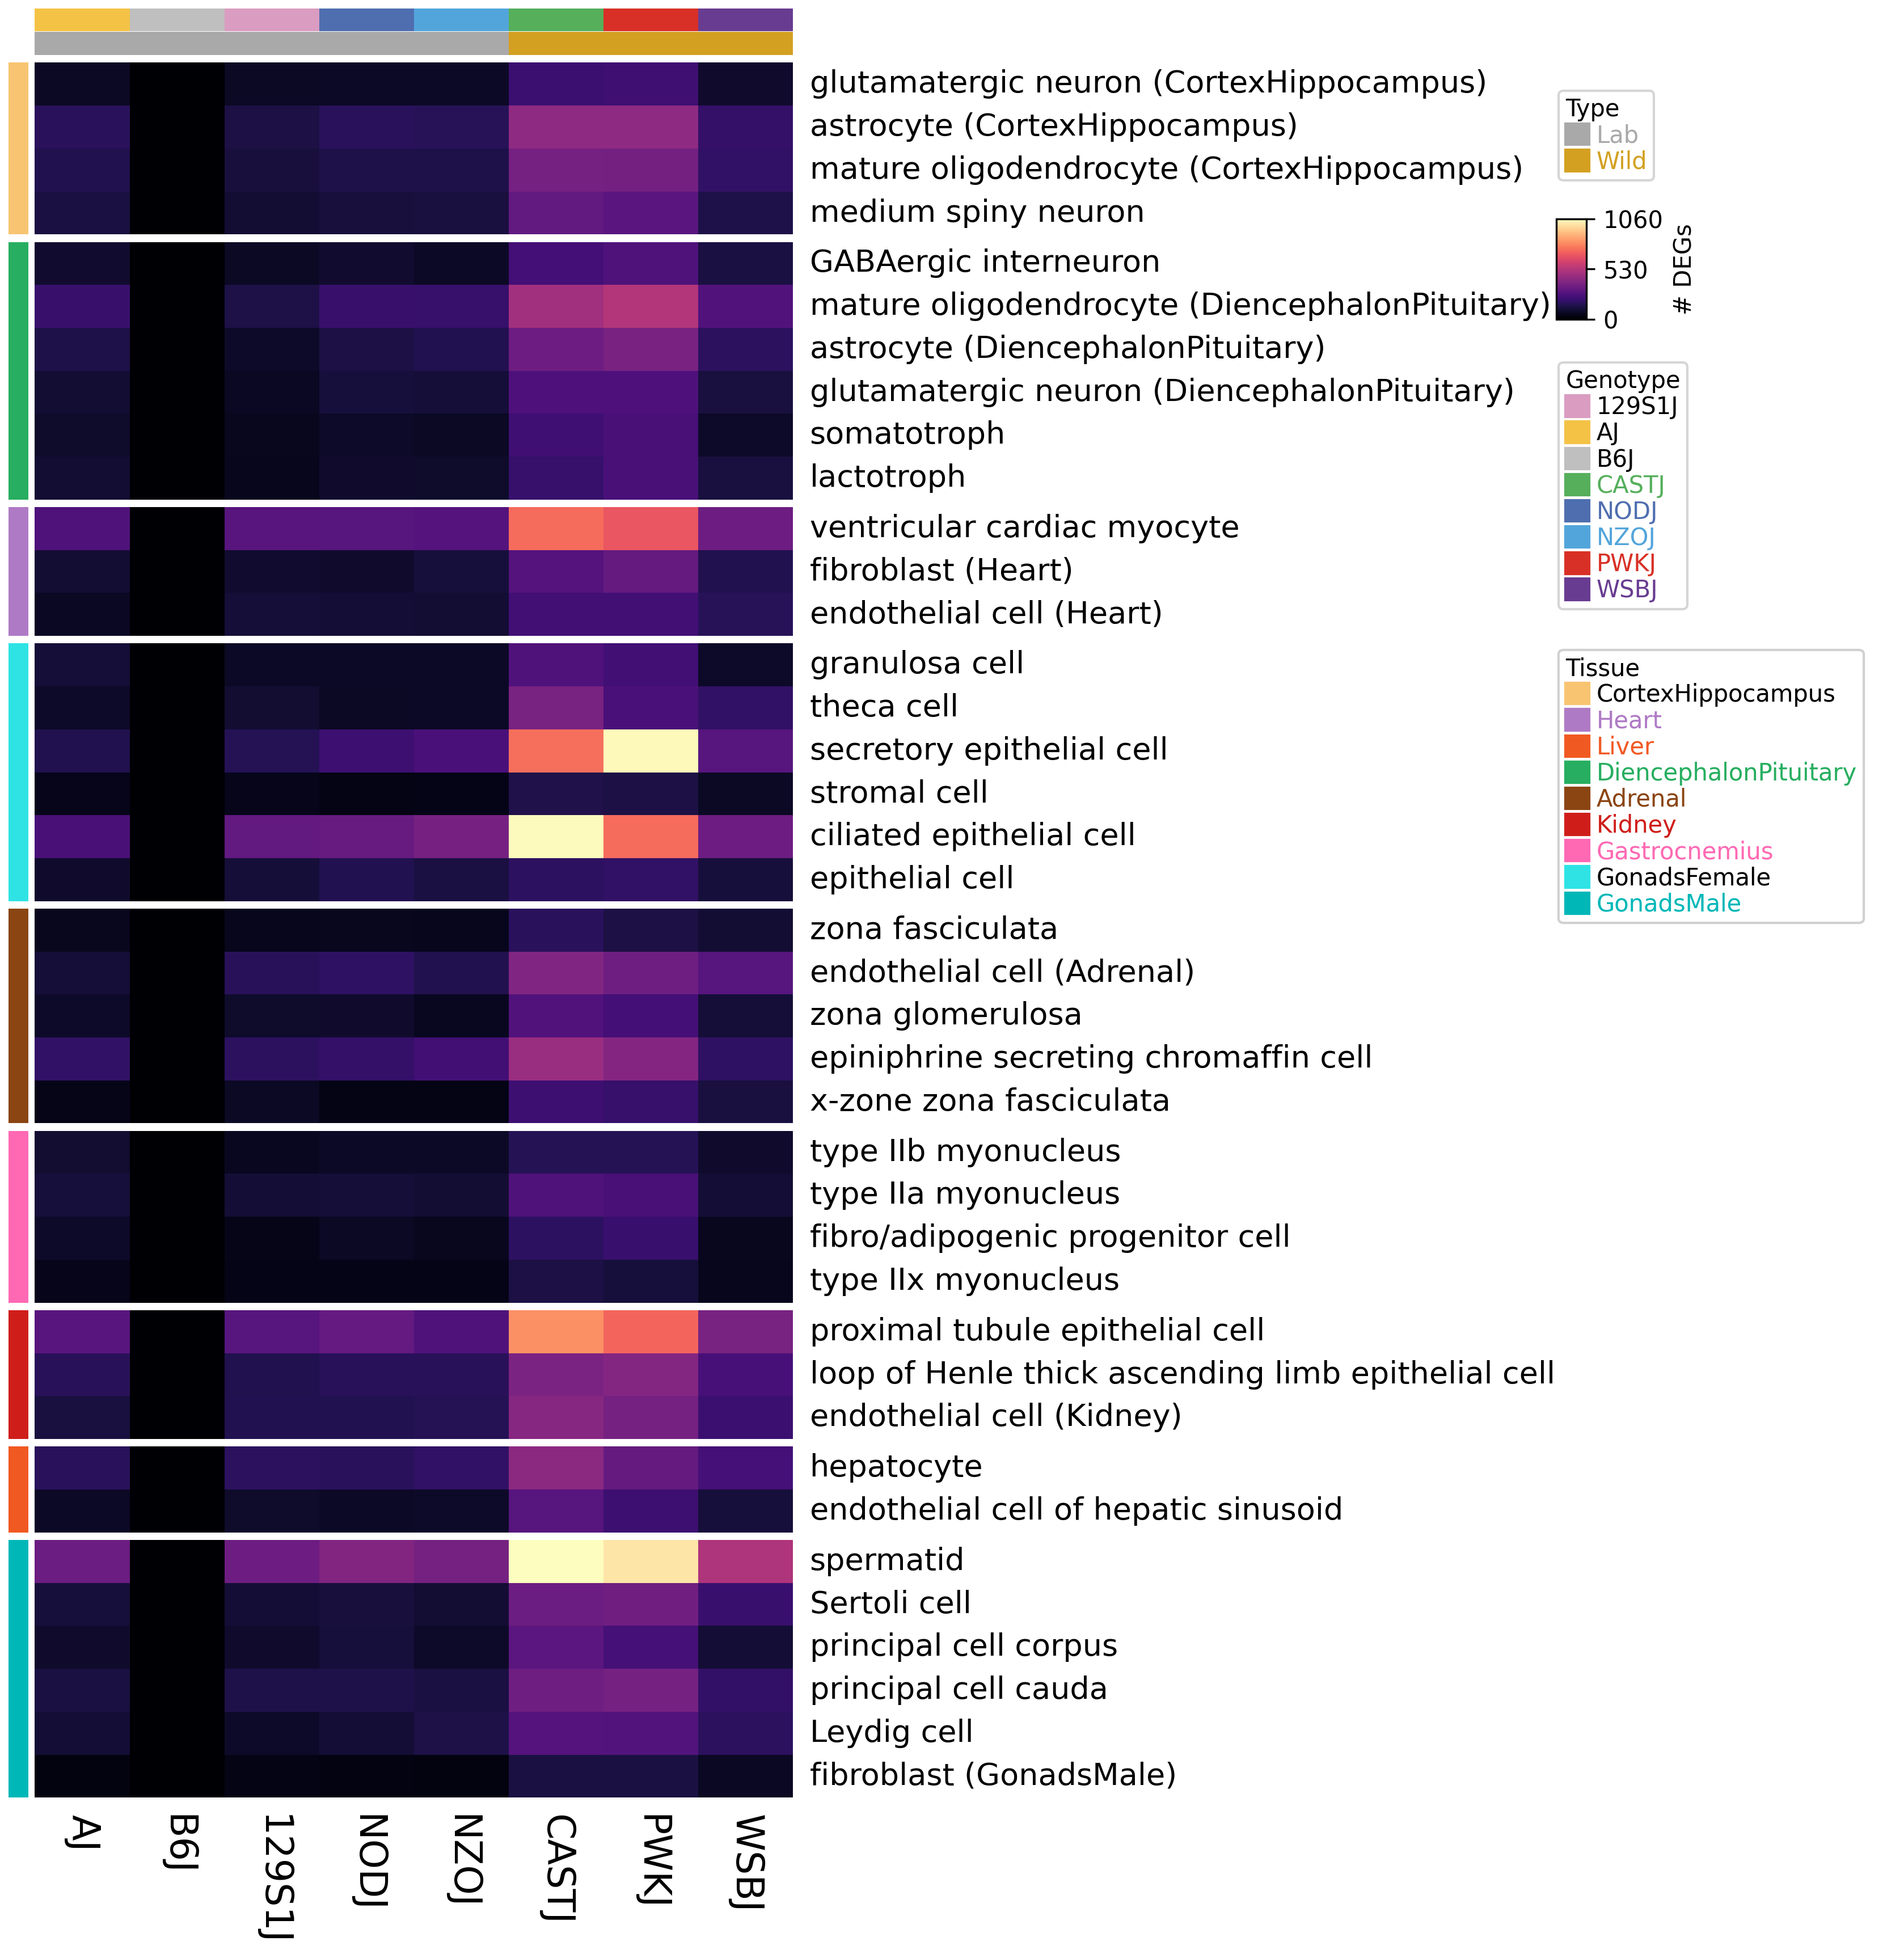 glutamatergic neuron (CortexHippocampus)
astrocyte (CortexHippocampus)
mature oligodendrocyte (CortexHippocampus)
medium spiny neuron
GABAergic interneuron
mature oligodendrocyte (DiencephalonPituitary)
astrocyte (DiencephalonPituitary)
glutamatergic neuron (DiencephalonPituitary)
somatotroph
lactotroph
ventricular cardiac myocyte
fibroblast (Heart)
endothelial cell (Heart)
granulosa cell
theca cell
secretory epithelial cell
stromal cell
ciliated epithelial cell
epithelial cell
zona fasciculata
endothelial cell (Adrenal)
zona glomerulosa
epiniphrine secreting chromaffin cell
x-zone zona fasciculata
type IIb myonucleus
type IIa myonucleus
fibro/adipogenic progenitor cell
type IIx myonucleus
proximal tubule epithelial cell
loop of Henle thick ascending limb epithelial cell
endothelial cell (Kidney)
hepatocyte
endothelial cell of hepatic sinusoid
spermatid
Sertoli cell
principal cell corpus
principal cell cauda
Leydig cell
fibroblast (GonadsMale)
AJ
B6J
129S1J
NODJ
NZOJ
CASTJ
PWKJ
WSBJ
Type
Lab
Wild
1060
530
0
# DEGs
Genotype
129S1J
AJ
B6J
CASTJ
NODJ
NZOJ
PWKJ
WSBJ
Tissue
CortexHippocampus
Heart
Liver
DiencephalonPituitary
Adrenal
Kidney
Gastrocnemius
GonadsFemale
GonadsMale